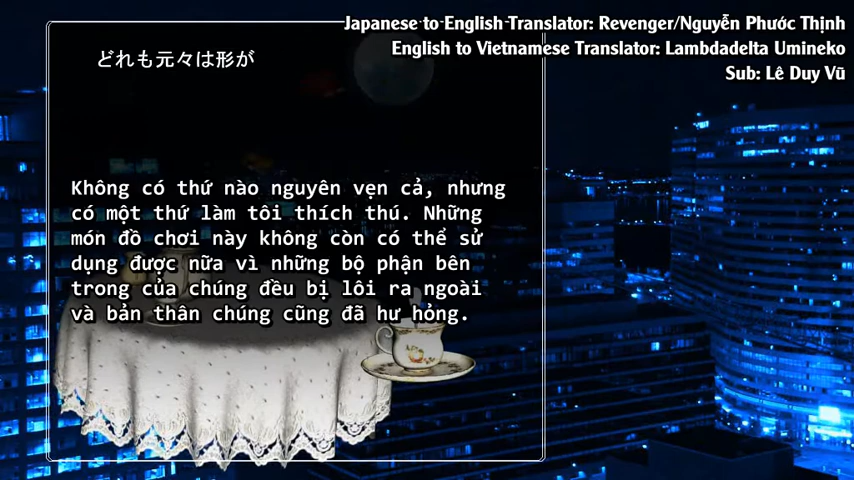 Japanese to English Translator: Revenger/Nguyễn Phước Thịnh
English to Vietnamese Translator: Lambdadelta Umineko
Sub: Lê Duy Vũ
どれも元々は形が
Không có thứ nào nguyên vẹn cả, nhưng
có một thứ làm tôi thích thú. Những
món đồ chơi này không còn có thể sử
dụng được nữa vì những bộ phận bên
trong của chúng đều bị lôi ra ngoài
và bản thân chúng cũng đã hư hỏng.